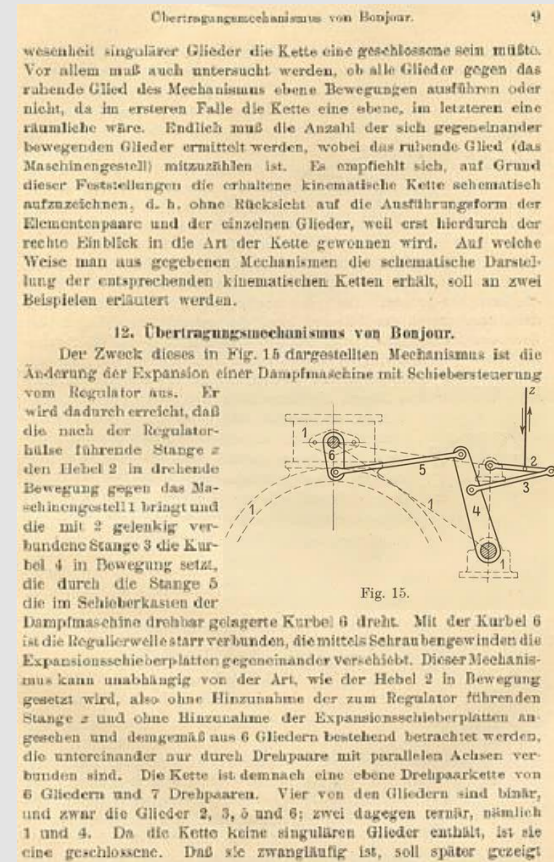 Übertragungsmechanismus von Bonjour. 9
wesenheit singulärer Glieder die Kette eine geschlossene sein müßte.
Vor allem muß auch untersucht werden, ob alle Glieder gegen das
ruhende Glied des Mechanismus ebene Bewegungen ausführen oder
nicht, da im ersteren Falle die Kette eine ebene, im letzteren eine
räumliche wäre. Endlich muß die Anzahl der sich gegeneinander
bewegenden Glieder ermittelt werden, wobei das ruhende Glied (das
Maschinengestell) mitzuzählen ist. Es empfiehlt sich, auf Grund
dieser Feststellungen die erhaltene kinematische Kette schematisch
aufzuzeichnen, d. h. ohne Rücksicht auf die Ausführungsform der
Elementenpaare und der einzelnen Glieder, weil erst hierdurch der
rechte Einblick in die Art der Kette gewonnen wird. Auf welche
Weise man aus gegebenen Mechanismen die schematische Darstel-
lung der entsprechenden kinematischen Ketten erhält, soll an zwei
Beispielen erläutert werden.
12. Übertragungsmechanismus von Bonjour.
Der Zweck dieses in Fig. 15 dargestellten Mechanismus ist die
Änderung der Expansion einer Dampfmaschine mit Schiebersteuerung
vom Regulator aus. Er
wird dadurch erreicht, daß
die nach der Regulator-
hülse führende Stange z
den Hebel 2 in drehende
Bewegung gegen das Ma-
schinengestell 1 bringt und
die mit 2 gelenkig ver-
bundene Stange 3 die Kur-
bel 4 in Bewegung setzt,
die durch die Stange 5
die im Schieberkasten der
z
1
6
5
2
3
4
1
1
1
Fig. 15.
Dampfmaschine drehbar gelagerte Kurbel 6 dreht. Mit der Kurbel 6
ist die Regulierwelle starr verbunden, die mittels Schraubengewinden die
Expansionsschieberplatten gegeneinander verschiebt. Dieser Mechanis-
mus kann unabhängig von der Art, wie der Hebel 2 in Bewegung
gesetzt wird, also ohne Hinzunahme der zum Regulator führenden
Stange z und ohne Hinzunahme der Expansionsschieberplatten an-
gesehen und demgemäß aus 6 Gliedern bestehend betrachtet werden,
die untereinander nur durch Drehpaare mit parallelen Achsen ver-
bunden sind. Die Kette ist demnach eine ebene Drehpaarkette von
6 Gliedern und 7 Drehpaaren. Vier von den Gliedern sind binär,
und zwar die Glieder 2, 3, 5 und 6; zwei dagegen ternär, nämlich
1 und 4. Da die Kette keine singulären Glieder enthält, ist sie
eine geschlossene. Daß sie zwangläufig ist, soll später gezeigt